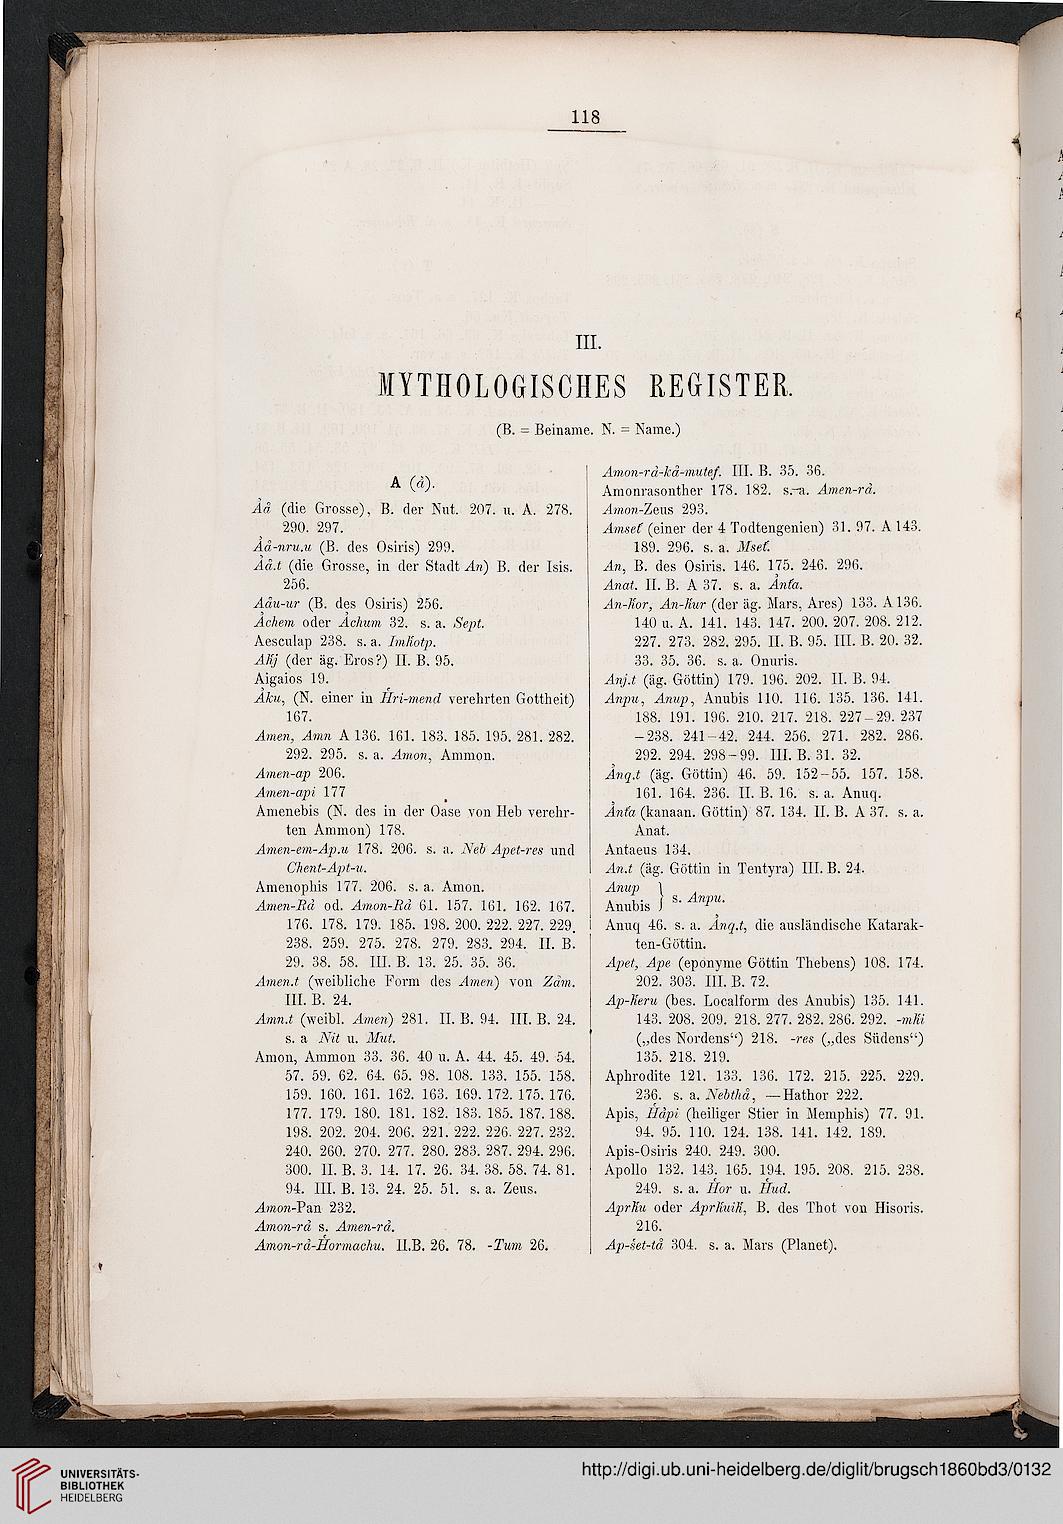 118
III.
MYTHOLOGISCHES REGISTER.
(B. = Beiname. N. = Name.)
A (ȧ).
Ȧȧ (die Grosse), B. der Nut. 207. u. A. 278.
290. 297.
Ȧȧ-nru.u (B. des Osiris) 299.
Ȧȧ.t (die Grosse, in der Stadt An) B. der Isis.
256.
Aȧu-ur (B. des Osiris) 256.
Ȧchem oder Ȧchum 32. s. a. Sept.
Aesculap 238. s. a. Imḱotp.
Aḱj (der äg. Eros?) II. B. 95.
Aigaios 19.
Ȧku, (N. einer in Ḣri-mend verehrten Gottheit)
167.
Amen, Amn A 136. 161. 183. 185. 195. 281. 282.
292. 295. s. a. Amon, Ammon.
Amen-ap 206.
Amen-api 177
Amenebis (N. des in der Oase von Heb verehr-
ten Ammon) 178.
Amen-em-Ap.u 178. 206. s. a. Neb Apet-res und
Chent-Apt-u.
Amenophis 177. 206. s. a. Amon.
Amen-Rȧ od. Amon-Rȧ 61. 157. 161. 162. 167.
176. 178. 179. 185. 198. 200. 222. 227. 229.
238. 259. 275. 278. 279. 283. 294. II. B.
29. 38. 58. III. B. 13. 25. 35. 36.
Amen.t (weibliche Form des Amen) von Zȧm.
III. B. 24.
Amn.t (weibl. Amen) 281. II. B. 94. III. B. 24.
s. a Nit u. Mut.
Amon, Ammon 33. 36. 40 u. A. 44. 45. 49. 54.
57. 59. 62. 64. 65. 98. 108. 133. 155. 158.
159. 160. 161. 162. 163. 169. 172. 175. 176.
177. 179. 180. 181. 182. 183. 185. 187. 188.
198. 202. 204. 206. 221. 222. 226. 227. 232.
240. 260. 270. 277. 280. 283. 287. 294. 296.
300. II. B. 3. 14. 17. 26. 34. 38. 58. 74. 81.
94. III. B. 13. 24. 25. 51. s. a. Zeus.
Amon-Pan 232.
Amon-rȧ s. Amen-rȧ.
Amon-rȧ-Ḣormachu. II.B. 26. 78. -Tum 26.
Amon-rȧ-kȧ-mutef. III. B. 35. 36.
Amonrasonther 178. 182. s. a. Amen-rȧ.
Amon-Zeus 293.
Amset́ (einer der 4 Todtengenien) 31. 97. A 143.
189. 296. s. a. Mset́.
An, B. des Osiris. 146. 175. 246. 296.
Anat. II. B. A 37. s. a. Ȧnt́a.
An-ḱor, An-ḱur (der äg. Mars, Ares) 133. A 136.
140 u. A. 141. 143. 147. 200. 207. 208. 212.
227. 273. 282. 295. II. B. 95. III. B. 20. 32.
33. 35. 36. s. a. Onuris.
Anj.t (äg. Göttin) 179. 196. 202. II. B. 94.
Anpu, Anup, Anubis 110. 116. 135. 136. 141.
188. 191. 196. 210. 217. 218. 227–29. 237
–238. 241–42. 244. 256. 271. 282. 286.
292. 294. 298–99. III. B. 31. 32.
Ȧnq.t (äg. Göttin) 46. 59. 152–55. 157. 158.
161. 164. 236. II. B. 16. s. a. Anuq.
Ȧnt́a (kanaan. Göttin) 87. 134. II. B. A 37. s. a.
Anat.
Antaeus 134.
An.t (äg. Göttin in Tentyra) III. B. 24.
Anup
Anubis } s. Anpu.
Anuq 46. s. a. Ȧnq.t, die ausländische Katarak-
ten-Göttin.
Apet, Ape (eponyme Göttin Thebens) 108. 174.
202. 303. III. B. 72.
Ap-ḱeru (bes. Localform des Anubis) 135. 141.
143. 208. 209. 218. 277. 282. 286. 292. -mḱi
(„des Nordens“) 218. -res („des Südens“)
135. 218. 219.
Aphrodite 121. 133. 136. 172. 215. 225. 229.
236. s. a. Nebthȧ, — Hathor 222.
Apis, Ḣȧpi (heiliger Stier in Memphis) 77. 91.
94. 95. 110. 124. 138. 141. 142. 189.
Apis-Osiris 240. 249. 300.
Apollo 132. 143. 165. 194. 195. 208. 215. 238.
249. s. a. Ḣor u. Ḣud.
Aprḱu oder Aprḱuiḱ, B. des Thot von Hisoris.
216.
Ap-šet-tȧ 304. s. a. Mars (Planet).
UNIVERSITÄTS-
BIBLIOTHEK
HEIDELBERG
http://digi.ub.uni-heidelberg.de/diglit/brugsch1860bd3/0132